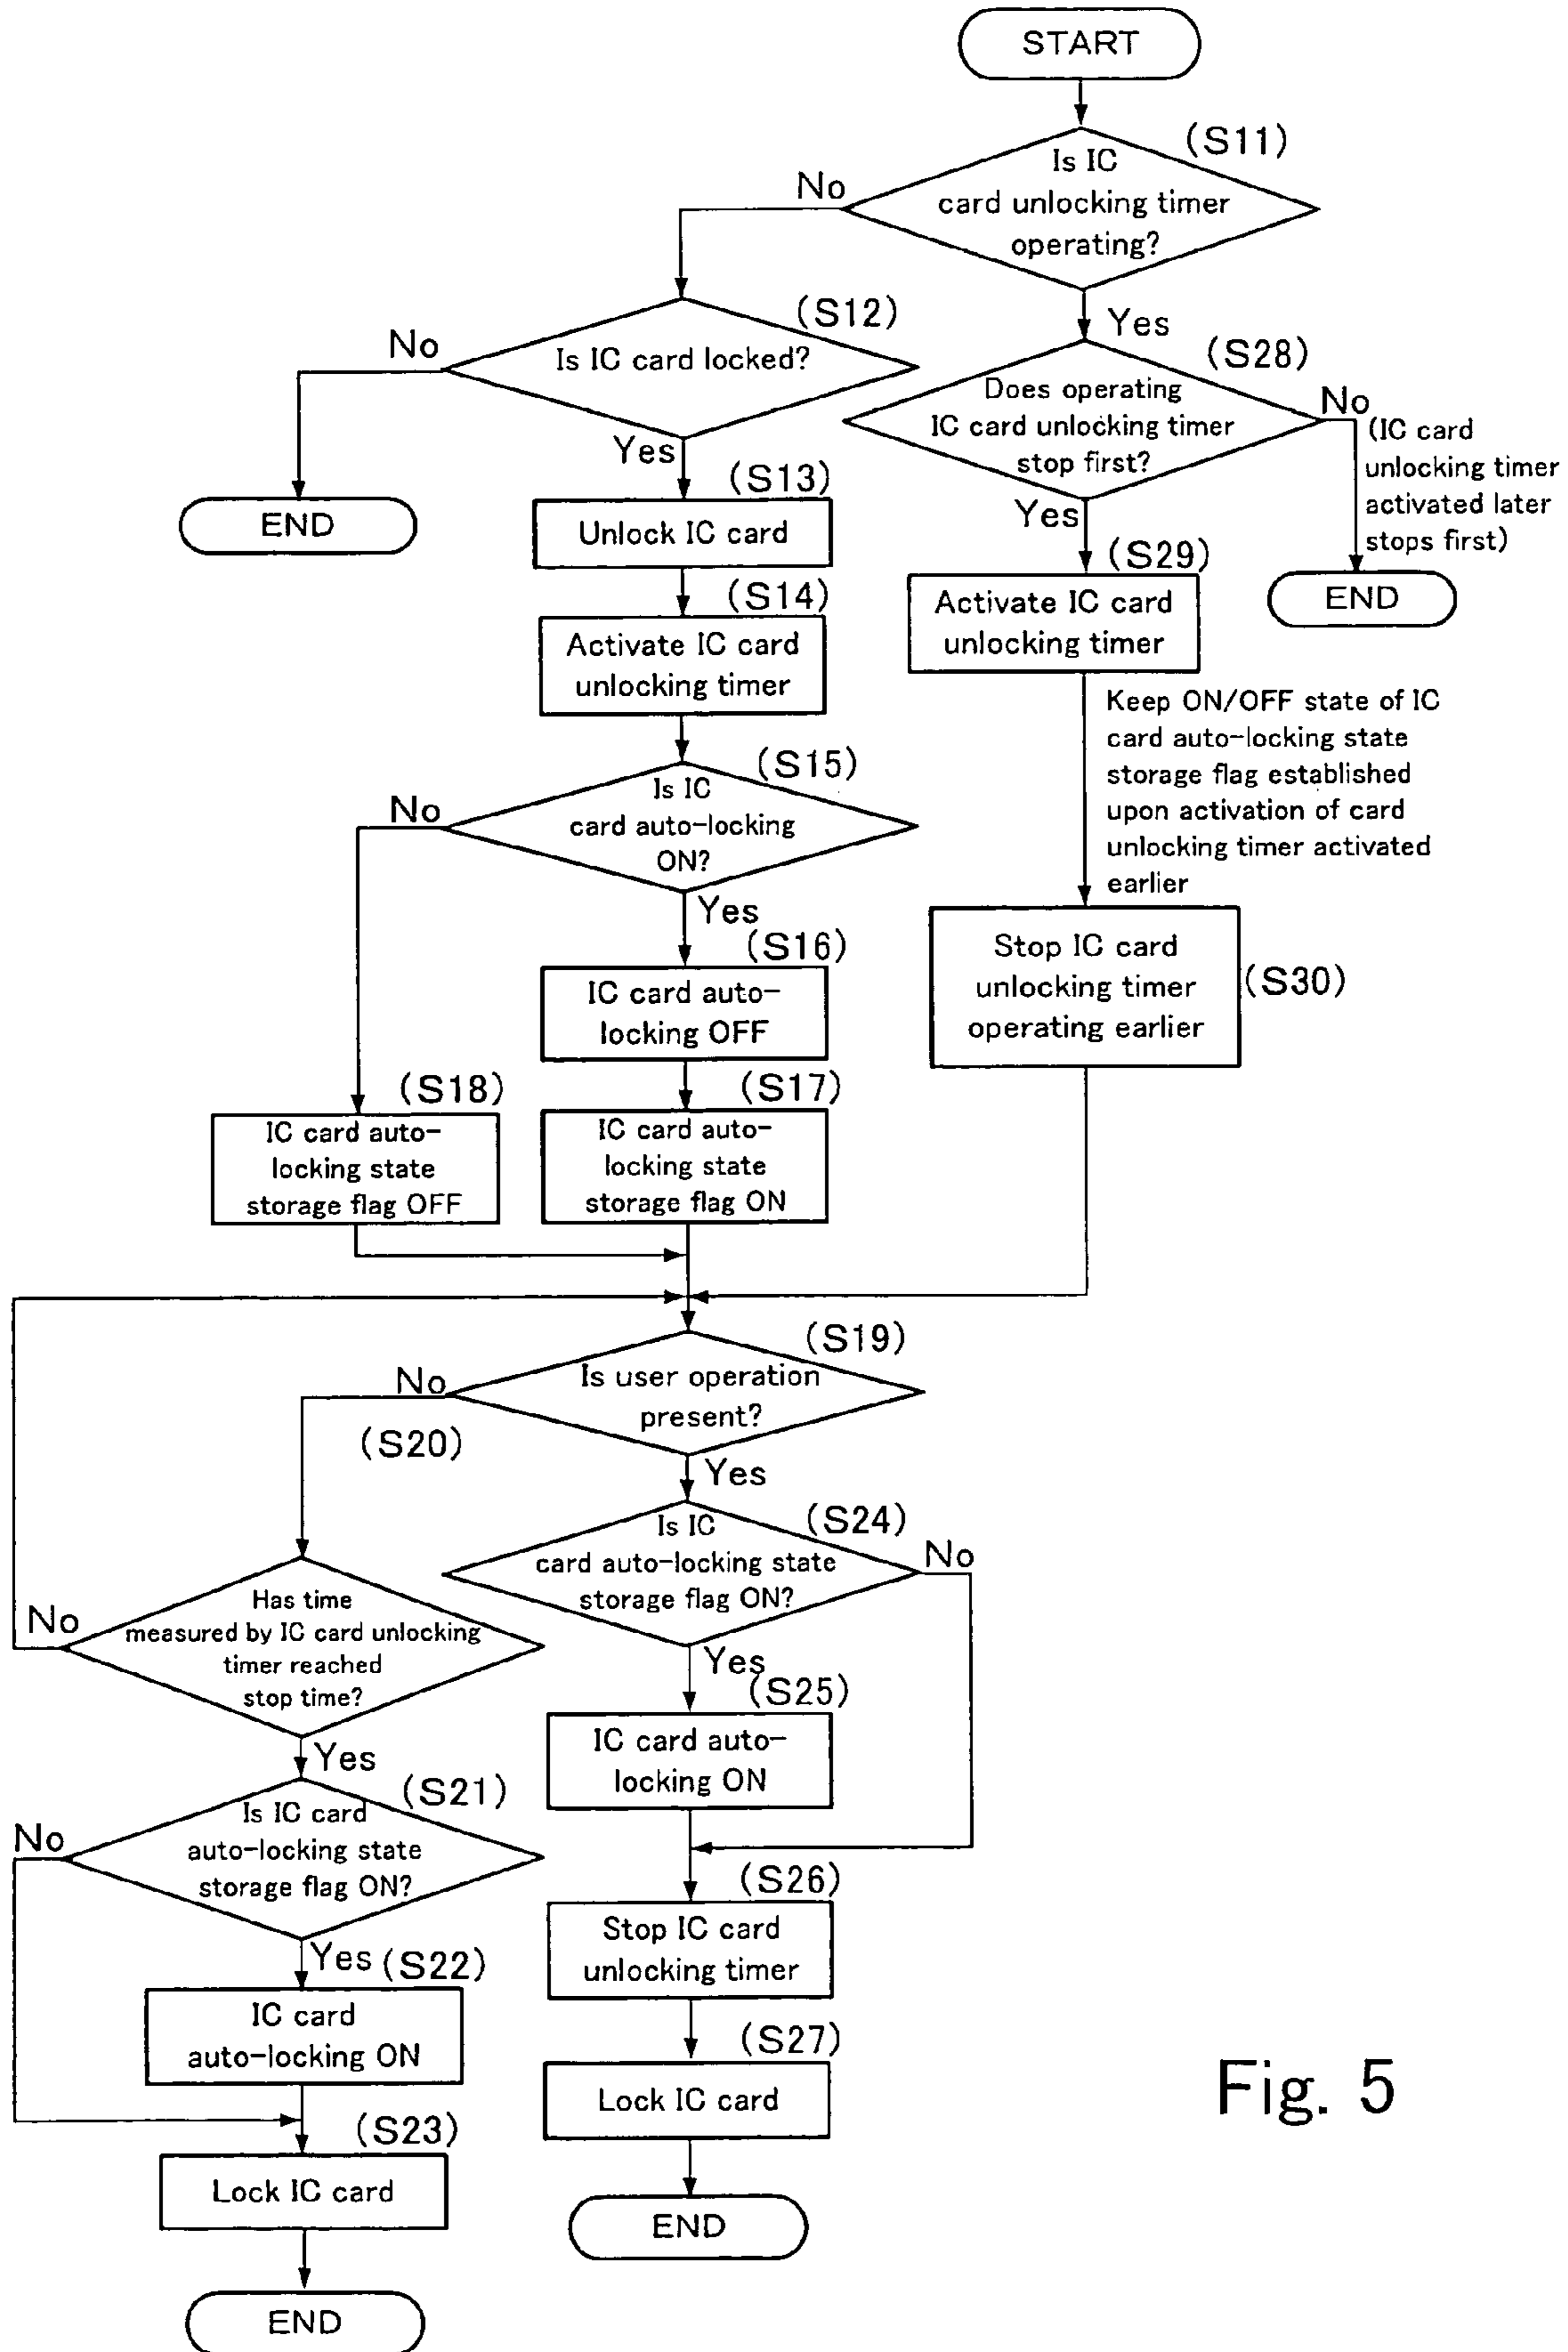 START
(S11)
Is IC
card unlocking timer
operating?
No
Yes
(S12)
Is IC card locked?
No
Yes
END
(S28)
Does operating
IC card unlocking timer
stop first?
No
(IC card
unlocking timer
activated later
stops first)
END
Yes
(S13)
Unlock IC card
(S14)
Activate IC card
unlocking timer
(S29)
Activate IC card
unlocking timer
Keep ON/OFF state of IC
card auto-locking state
storage flag established
upon activation of card
unlocking timer activated
earlier
(S15)
Is IC
card auto-locking
ON?
No
Yes
(S16)
IC card auto-
locking OFF
Stop IC card
unlocking timer
operating earlier
(S30)
(S18)
IC card auto-
locking state
storage flag OFF
(S17)
IC card auto-
locking state
storage flag ON
(S19)
Is user operation
present?
No
Yes
(S20)
Has time
measured by IC card unlocking
timer reached
stop time?
No
Yes
(S24)
Is IC
card auto-locking state
storage flag ON?
No
Yes
(S25)
IC card auto-
locking ON
(S21)
Is IC card
auto-locking state
storage flag ON?
No
Yes
(S22)
IC card
auto-locking ON
(S26)
Stop IC card
unlocking timer
(S27)
Lock IC card
END
(S23)
Lock IC card
END
Fig. 5